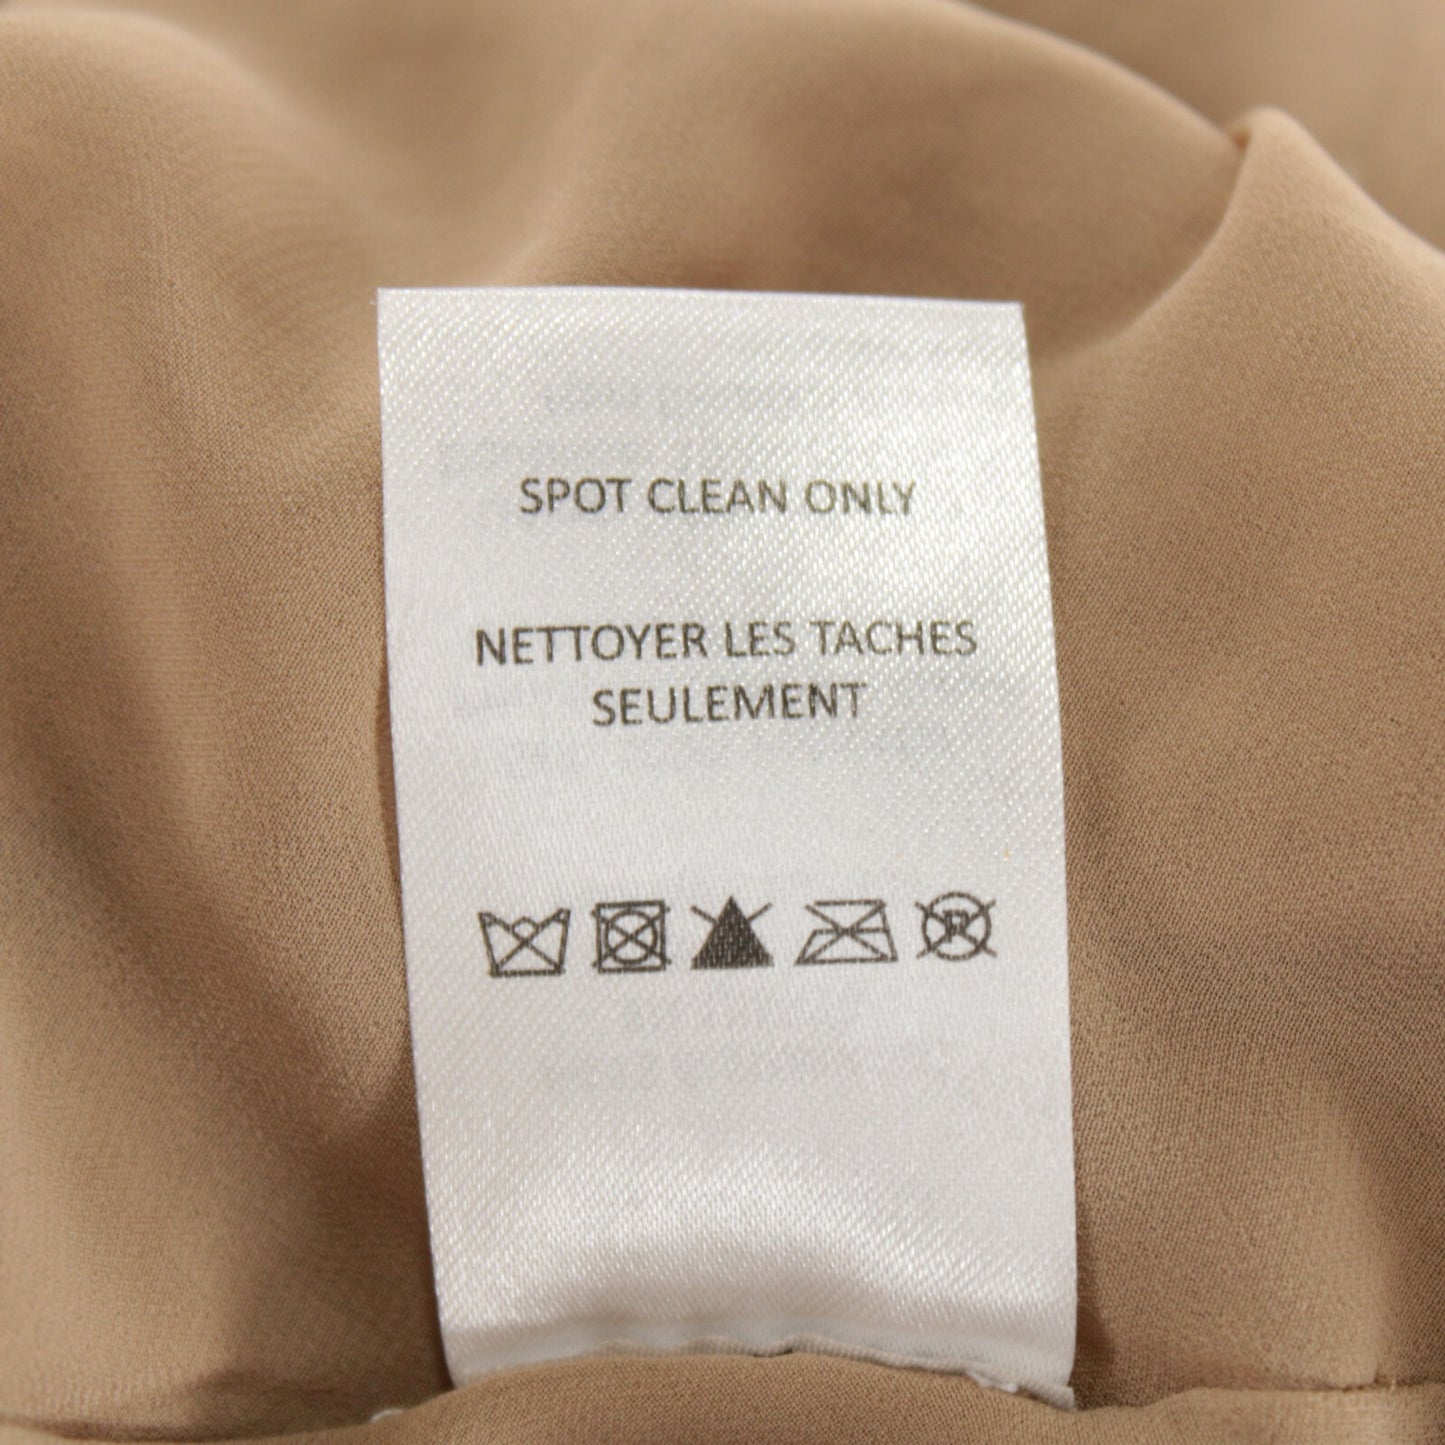 SPOT CLEAN ONLY
NETTOYER LES TACHES
SEULEMENT